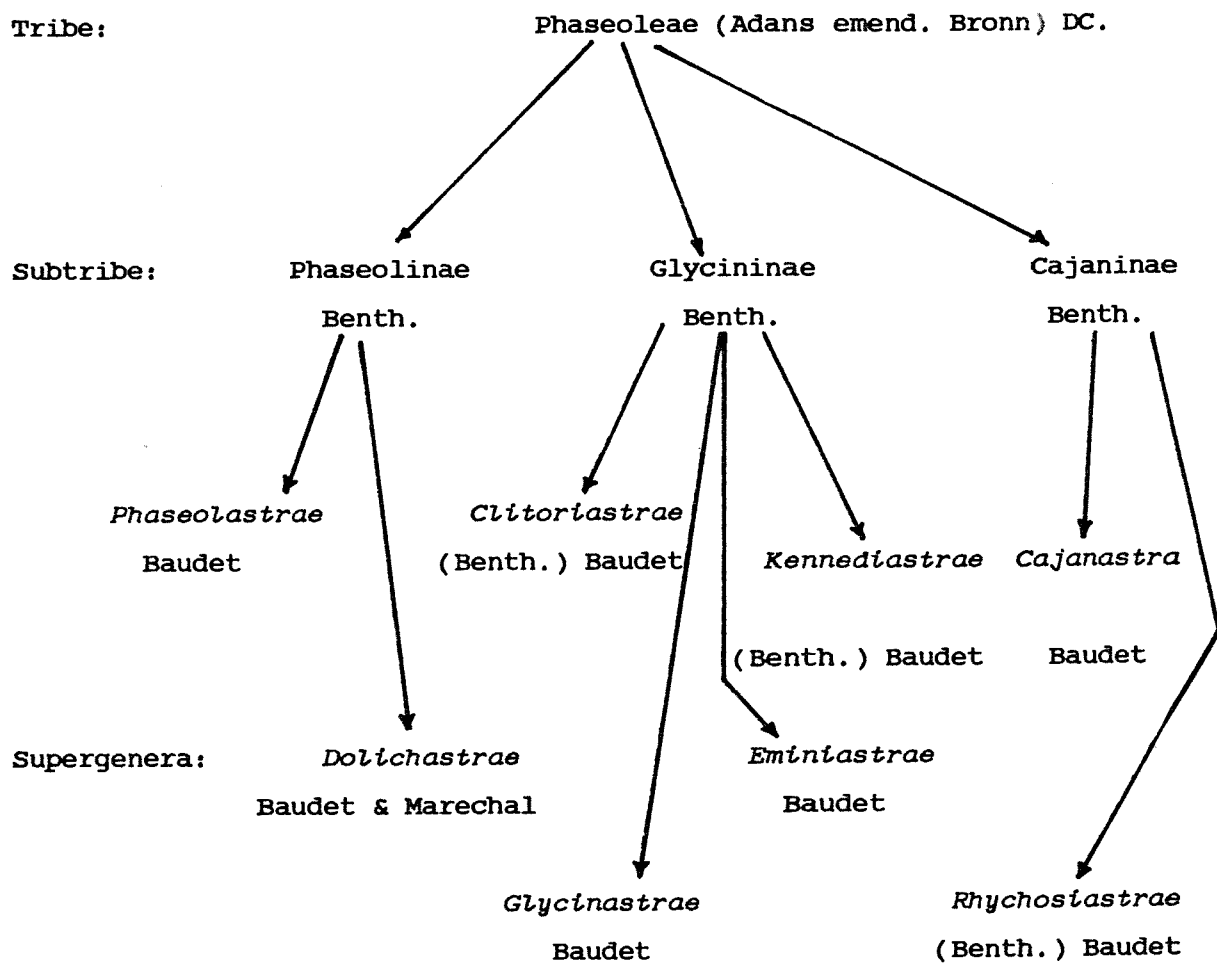 Tribe: Phaseoleae (Adans emend. Bronn) DC.
Subtribe: Phaseolinae Glycininae Cajaninae
Benth. Benth. Benth.
Phaseolastrae Clitoriastrae
Baudet (Benth.) Baudet Kennediastrae Cajanastra
(Benth.) Baudet Baudet
Supergenera: Dolichastrae Eminiastrae
Baudet & Marechal Baudet
Glycinastrae Rhychosiastrae
Baudet (Benth.) Baudet